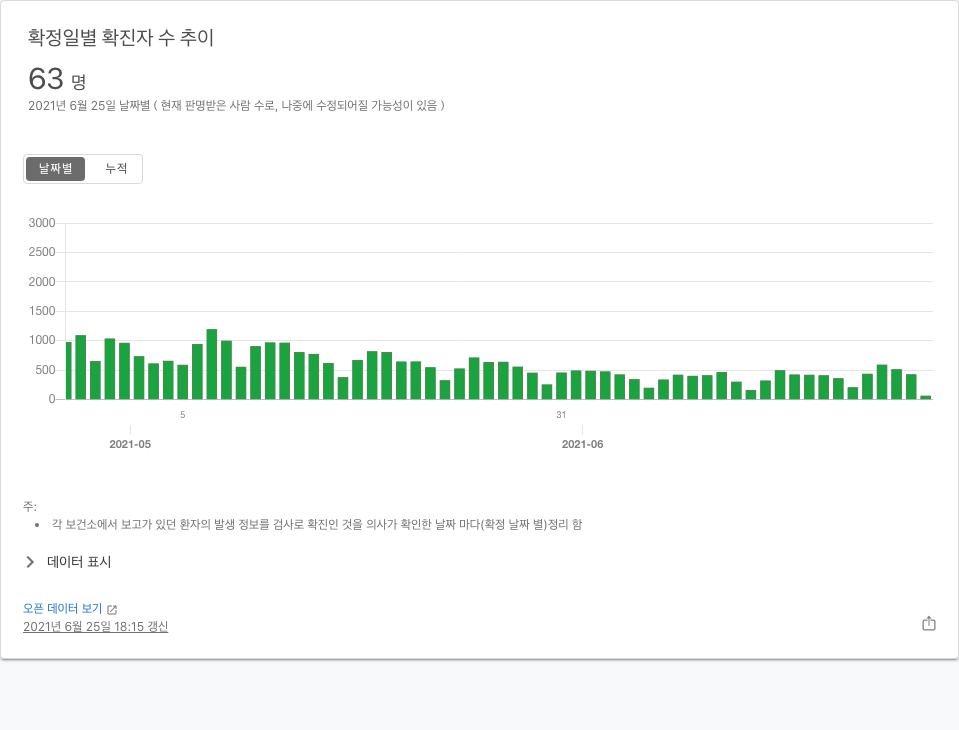 확정일별 확진자 수 추이
63 명
2021년 6월 25일 날짜별 ( 현재 판명받은 사람 수로, 나중에 수정되어질 가능성이 있음 )
날짜별 누적
3000
2500
2000
1500
1000
500
0
5 31
2021-05 2021-06
주:
• 각 보건소에서 보고가 있던 환자의 발생 정보를 검사로 확진인 것을 의사가 확인한 날짜 마다(확정 날짜 별)정리 함
데이터 표시
오픈 데이터 보기
2021년 6월 25일 18:15 갱신